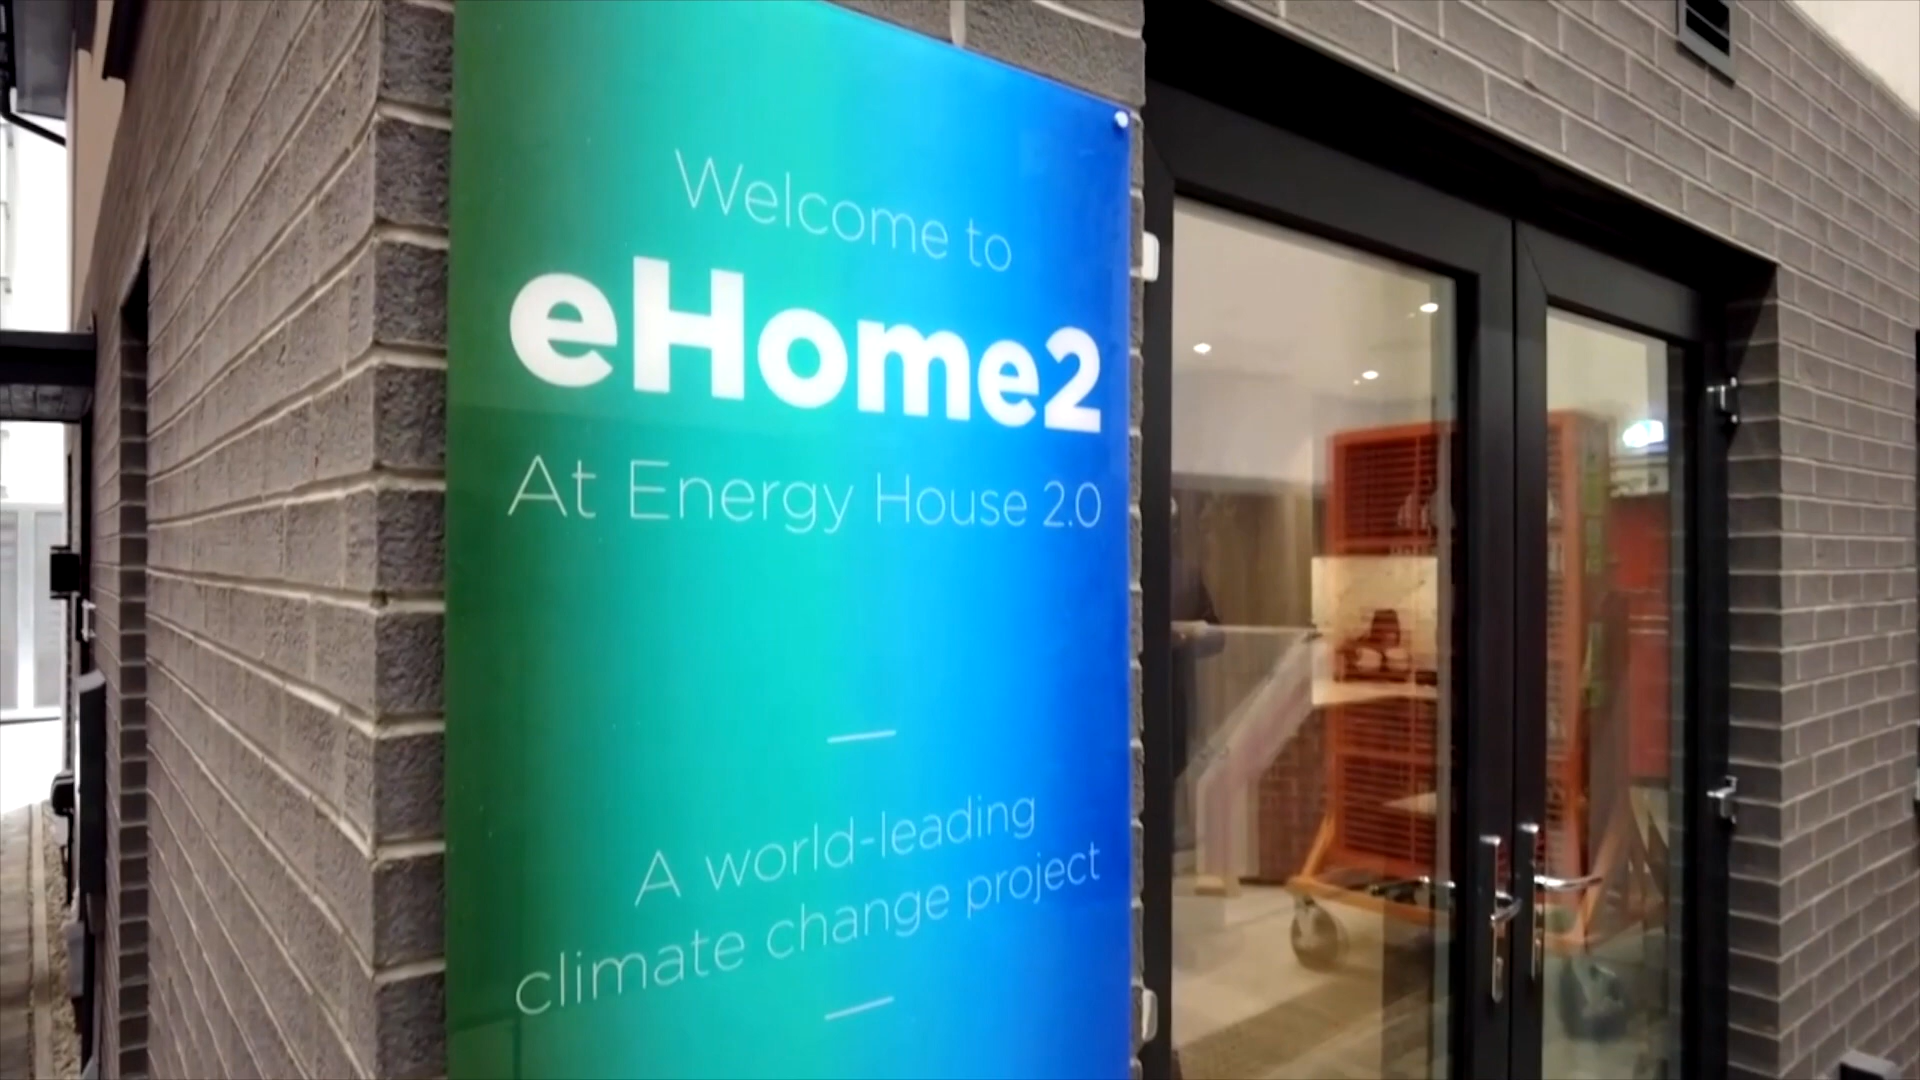 Welcome to
eHome2
At Energy House 2.0
A world-leading
climate change project